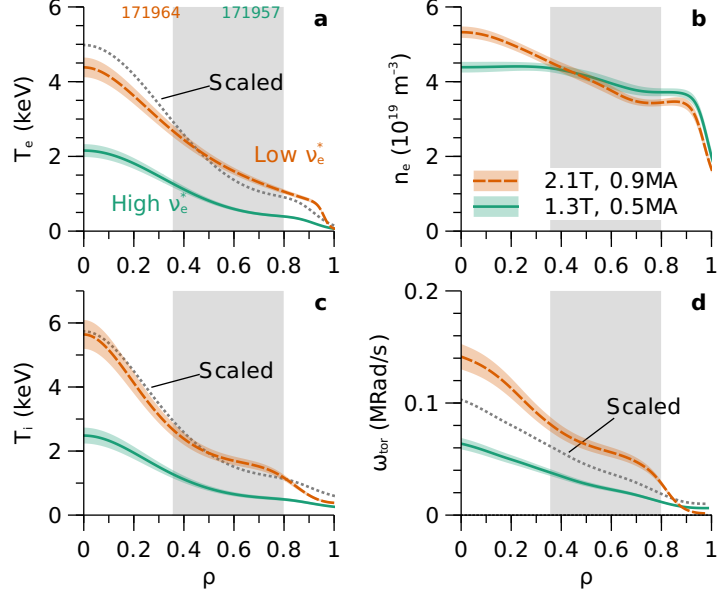 171964 171957
a
Scaled
Low ν*e
High ν*e
T_e (keV)
6
4
2
0
0 0.2 0.4 0.6 0.8 1
b
n_e (10^19 m^-3)
6
4
2
0
2.1T, 0.9MA
1.3T, 0.5MA
0 0.2 0.4 0.6 0.8 1
c
Scaled
T_i (keV)
6
4
2
0
0 0.2 0.4 0.6 0.8 1
ρ
d
Scaled
ω_tor (MRad/s)
0.2
0.1
0
0 0.2 0.4 0.6 0.8 1
ρ